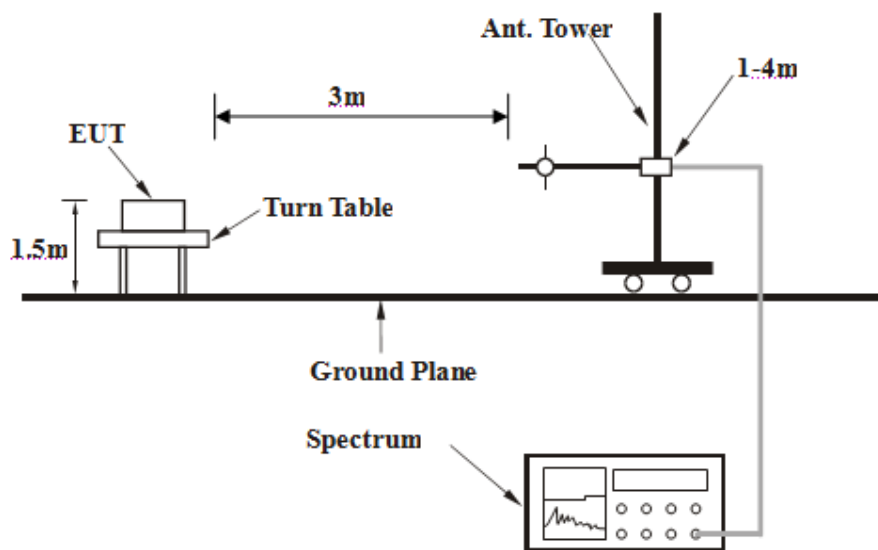 Ant. Tower
1-4m
3m
EUT
Turn Table
1.5m
Ground Plane
Spectrum